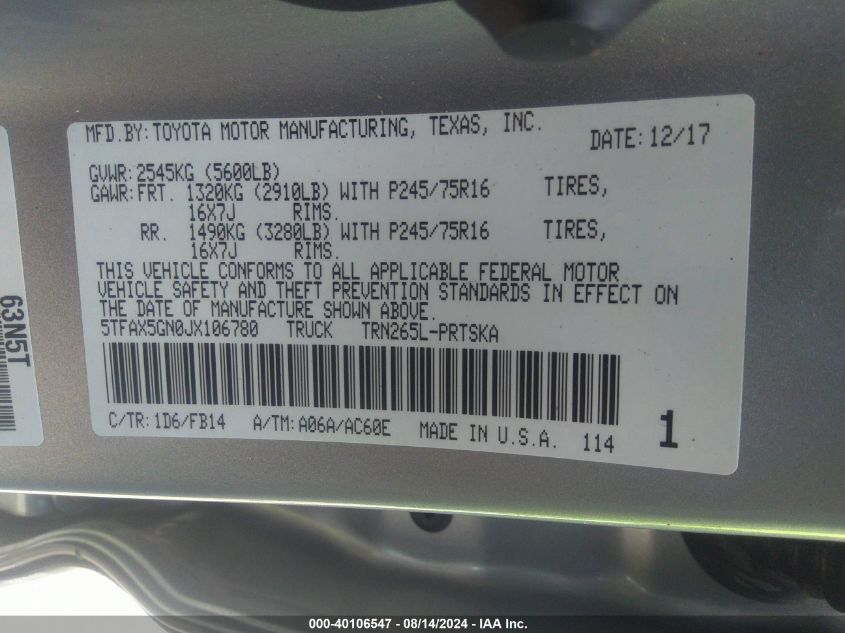 MFD.BY: TOYOTA MOTOR MANUFACTURING, TEXAS, INC. DATE: 12/17
GVWR: 2545KG (5600LB)
GAWR: FRT. 1320KG (2910LB) WITH P245/75R16 TIRES,
16X7J RIMS.
RR. 1490KG (3280LB) WITH P245/75R16 TIRES,
16X7J RIMS.
THIS VEHICLE CONFORMS TO ALL APPLICABLE FEDERAL MOTOR
VEHICLE SAFETY AND THEFT PREVENTION STANDARDS IN EFFECT ON
THE DATE OF MANUFACTURE SHOWN ABOVE.
5TFAX5GN0JX106780 TRUCK TRN265L-PRTSKA
C/TR: 1D6/FB14 A/TM: A06A/AC60E MADE IN U.S.A. 114 1
63N5T
000-40106547 - 08/14/2024 - IAA Inc.